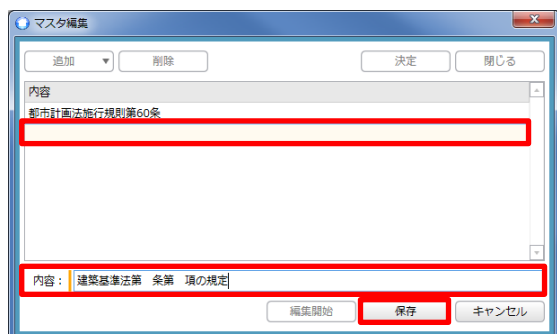 マスタ編集
追加 ▼ 削除 決定 閉じる
内容
都市計画法施行規則第60条
内容： 建築基準法第　条第　項の規定
編集開始 保存 キャンセル